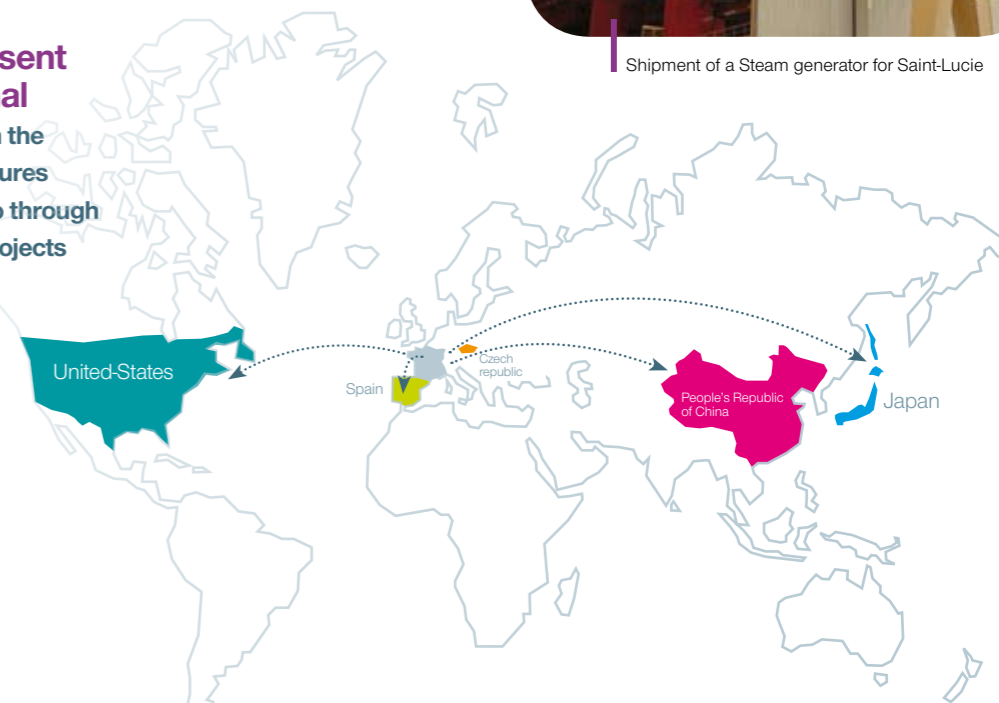 sent
al
the
ures
through
ojects
Shipment of a Steam generator for Saint-Lucie
United-States
Spain
Czech
republic
People's Republic
of China
Japan